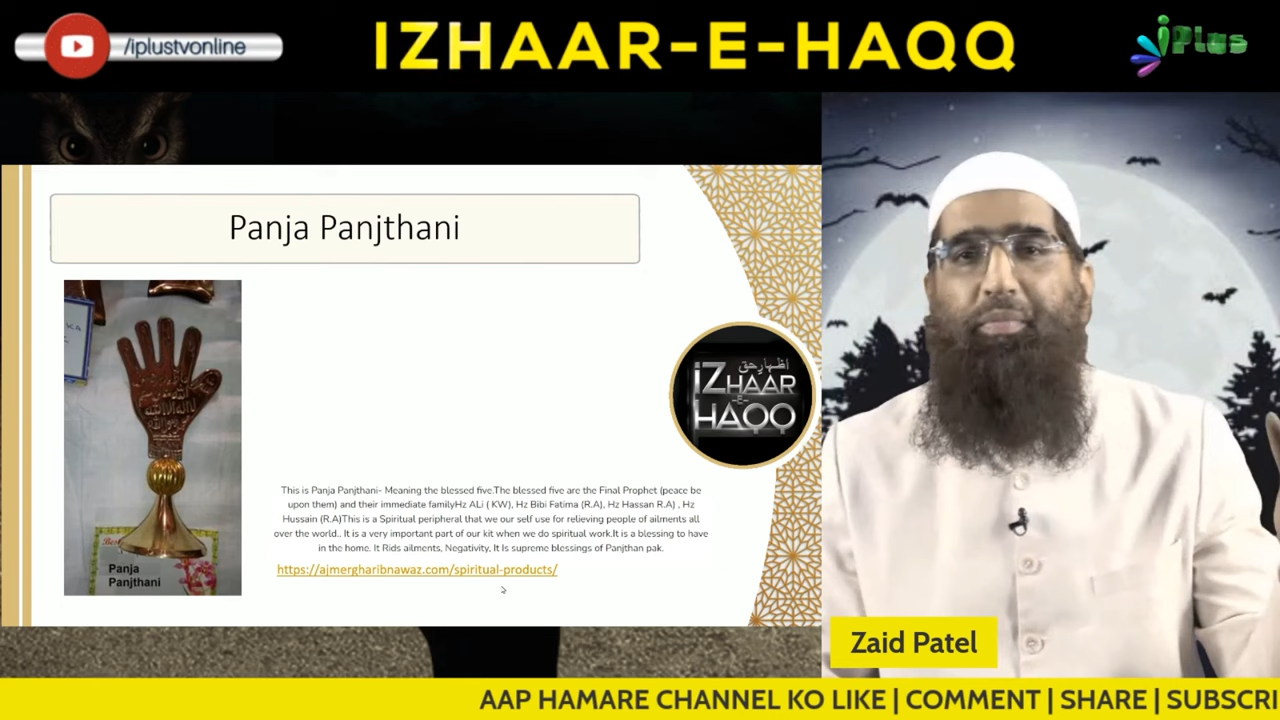 /iplustvonline
IZHAAR-E-HAQQ
iPlus
Panja Panjthani
Panja
Panjthani
This is Panja Panjthani- Meaning the blessed five.The blessed five are the Final Prophet (peace be
upon them) and their immediate familyHz ALi ( KW), Hz Bibi Fatima (R.A), Hz Hassan R.A) , Hz
Hussain (R.A)This is a Spiritual peripheral that we our self use for relieving people of ailments all
over the world.. It is a very important part of our kit when we do spiritual work.It is a blessing to have
in the home. It Rids ailments, Negativity, It Is supreme blessings of Panjthan pak.
https://ajmergharibnawaz.com/spiritual-products/
اظہارِ حق
IZHAAR
-E-
HAQQ
Zaid Patel
AAP HAMARE CHANNEL KO LIKE | COMMENT | SHARE | SUBSCRI